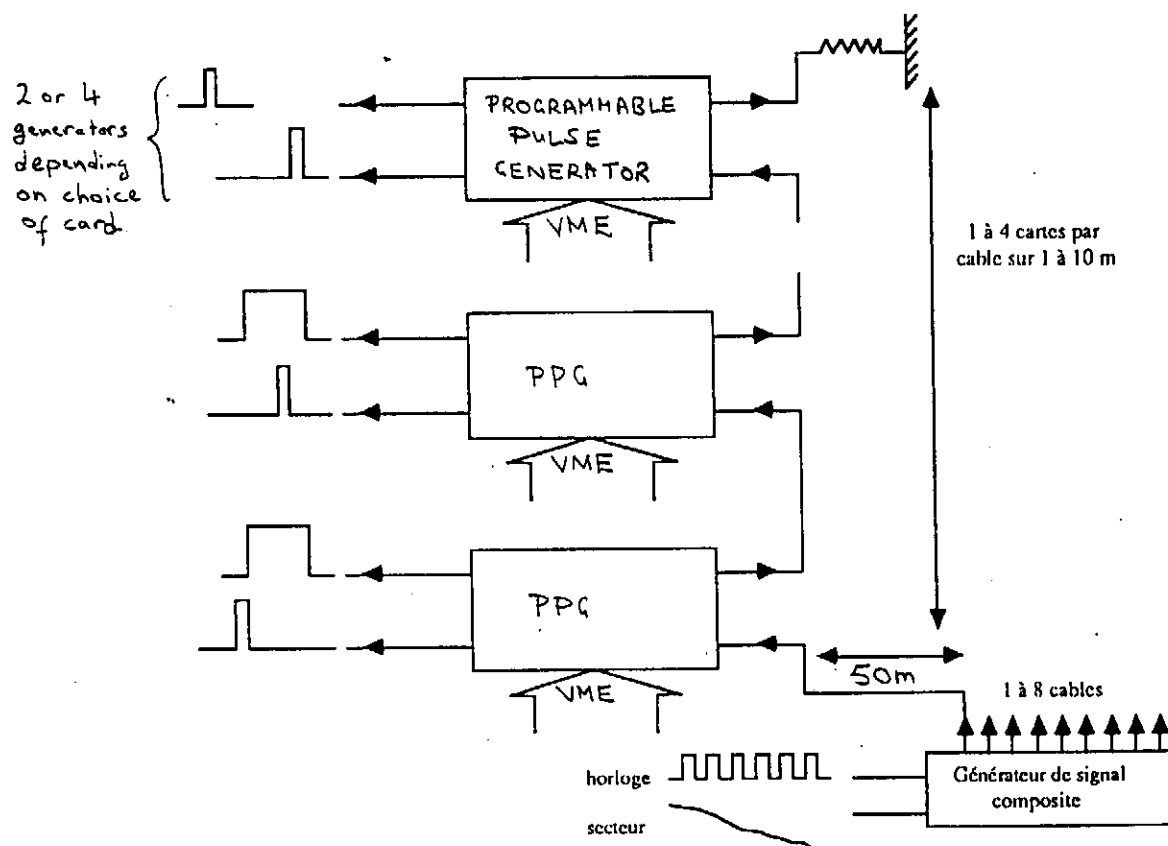 2 or 4
generators
depending
on choice
of card.
PROGRAMMABLE
PULSE
GENERATOR
VME
1 à 4 cartes par
cable sur 1 à 10 m
PPG
VME
PPG
VME
50m
1 à 8 cables
horloge
secteur
Générateur de signal
composite